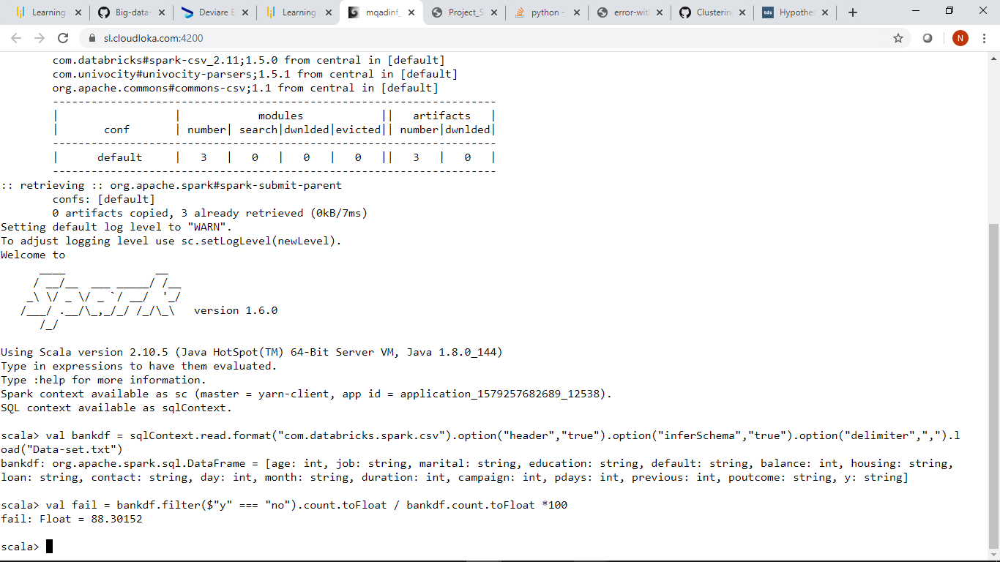 Learning
Big-data-
Deviare E
Learning
mqadinf_
Project_S
python -
error-wit
Clusterin
tds Hypothes
sl.cloudloka.com:4200
N
com.databricks#spark-csv_2.11;1.5.0 from central in [default]
com.univocity#univocity-parsers;1.5.1 from central in [default]
org.apache.commons#commons-csv;1.1 from central in [default]
---------------------------------------------------------------------
|                  |            modules            ||   artifacts   |
|       conf       | number| search|dwnlded|evicted|| number|dwnlded|
---------------------------------------------------------------------
|      default     |   3   |   0   |   0   |   0   ||   3   |   0   |
---------------------------------------------------------------------
:: retrieving :: org.apache.spark#spark-submit-parent
confs: [default]
0 artifacts copied, 3 already retrieved (0kB/7ms)
Setting default log level to "WARN".
To adjust logging level use sc.setLogLevel(newLevel).
Welcome to
      ____              __
     / __/__  ___ _____/ /__
    _\ \/ _ \/ _ `/ __/  '_/
   /___/ .__/\_,_/_/ /_/\_\   version 1.6.0
      /_/
Using Scala version 2.10.5 (Java HotSpot(TM) 64-Bit Server VM, Java 1.8.0_144)
Type in expressions to have them evaluated.
Type :help for more information.
Spark context available as sc (master = yarn-client, app id = application_1579257682689_12538).
SQL context available as sqlContext.
scala> val bankdf = sqlContext.read.format("com.databricks.spark.csv").option("header","true").option("inferSchema","true").option("delimiter",",").l
oad("Data-set.txt")
bankdf: org.apache.spark.sql.DataFrame = [age: int, job: string, marital: string, education: string, default: string, balance: int, housing: string,
loan: string, contact: string, day: int, month: string, duration: int, campaign: int, pdays: int, previous: int, poutcome: string, y: string]
scala> val fail = bankdf.filter($"y" === "no").count.toFloat / bankdf.count.toFloat *100
fail: Float = 88.30152
scala>